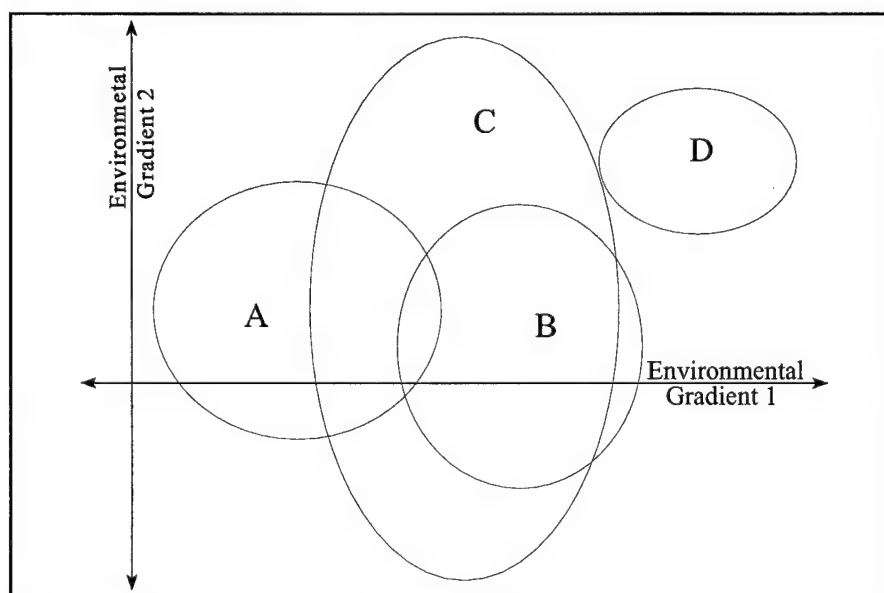 Environmetal
Gradient 2
C
D
A
B
Environmental
Gradient 1